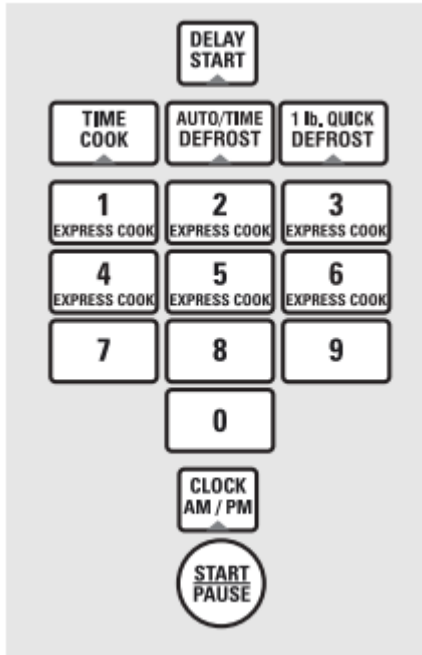 DELAY
START
TIME
COOK
AUTO/TIME
DEFROST
1 lb. QUICK
DEFROST
1
EXPRESS COOK
2
EXPRESS COOK
3
EXPRESS COOK
4
EXPRESS COOK
5
EXPRESS COOK
6
EXPRESS COOK
7
8
9
0
CLOCK
AM / PM
START
PAUSE